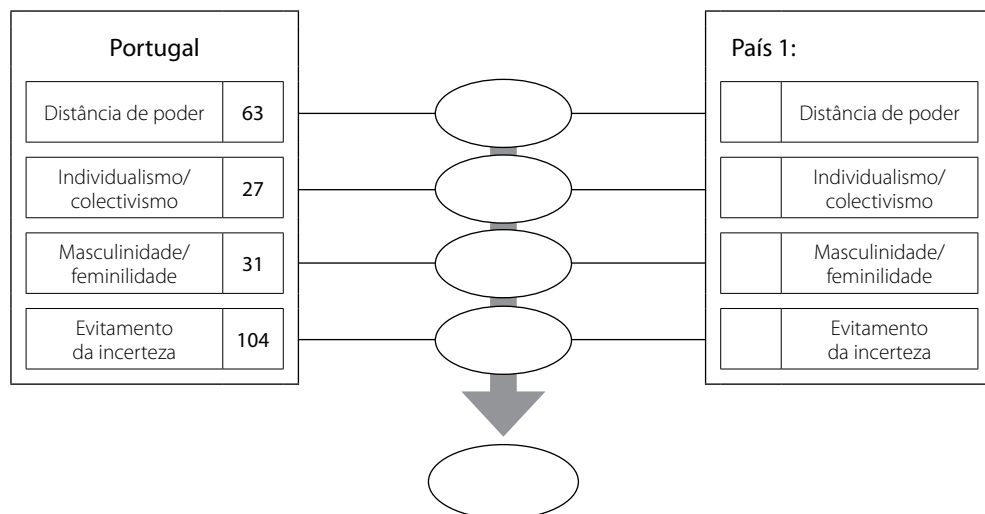 Portugal
Distância de poder 63
Individualismo/
colectivismo 27
Masculinidade/
feminilidade 31
Evitamento
da incerteza 104
País 1:
Distância de poder
Individualismo/
colectivismo
Masculinidade/
feminilidade
Evitamento
da incerteza